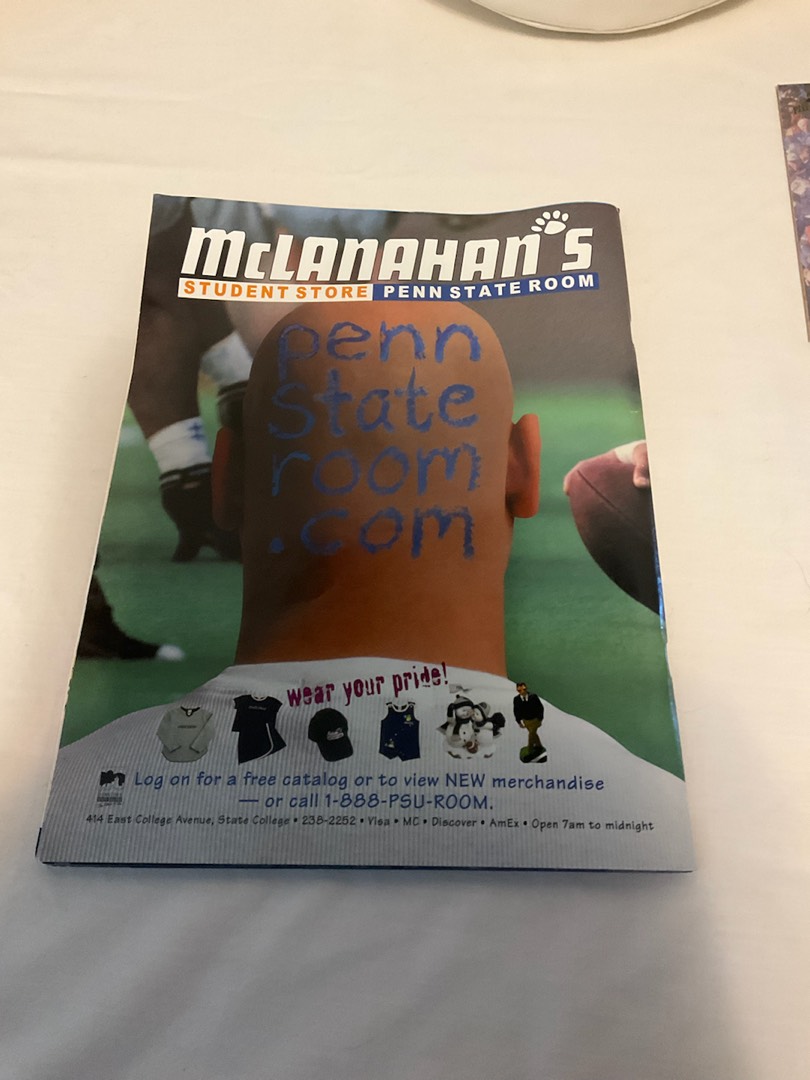 McLANAHAN'S
STUDENT STORE PENN STATE ROOM
penn
state
room
.com
wear your pride!
Log on for a free catalog or to view NEW merchandise
— or call 1-888-PSU-ROOM.
414 East College Avenue, State College • 238-2252 • Visa • MC • Discover • AmEx • Open 7am to midnight